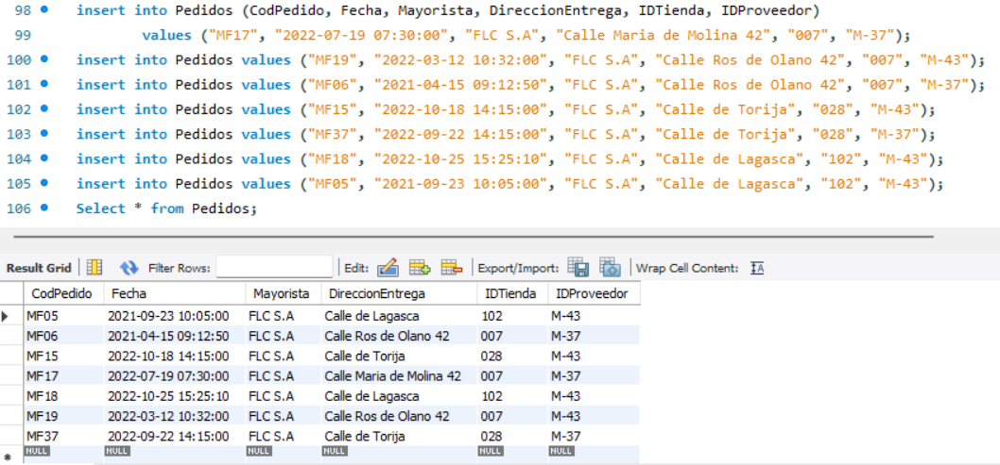 98 insert into Pedidos (CodPedido, Fecha, Mayorista, DireccionEntrega, IDTienda, IDProveedor)
99 values ("MF17", "2022-07-19 07:30:00", "FLC S.A", "Calle Maria de Molina 42", "007", "M-37");
100 insert into Pedidos values ("MF19", "2022-03-12 10:32:00", "FLC S.A", "Calle Ros de Olano 42", "007", "M-43");
101 insert into Pedidos values ("MF06", "2021-04-15 09:12:50", "FLC S.A", "Calle Ros de Olano 42", "007", "M-37");
102 insert into Pedidos values ("MF15", "2022-10-18 14:15:00", "FLC S.A", "Calle de Torija", "028", "M-43");
103 insert into Pedidos values ("MF37", "2022-09-22 14:15:00", "FLC S.A", "Calle de Torija", "028", "M-37");
104 insert into Pedidos values ("MF18", "2022-10-25 15:25:10", "FLC S.A", "Calle de Lagasca", "102", "M-43");
105 insert into Pedidos values ("MF05", "2021-09-23 10:05:00", "FLC S.A", "Calle de Lagasca", "102", "M-43");
106 Select * from Pedidos;
Result Grid Filter Rows: Edit: Export/Import: Wrap Cell Content: IA
CodPedido Fecha Mayorista DireccionEntrega IDTienda IDProveedor
MF05 2021-09-23 10:05:00 FLC S.A Calle de Lagasca 102 M-43
MF06 2021-04-15 09:12:50 FLC S.A Calle Ros de Olano 42 007 M-37
MF15 2022-10-18 14:15:00 FLC S.A Calle de Torija 028 M-43
MF17 2022-07-19 07:30:00 FLC S.A Calle Maria de Molina 42 007 M-37
MF18 2022-10-25 15:25:10 FLC S.A Calle de Lagasca 102 M-43
MF19 2022-03-12 10:32:00 FLC S.A Calle Ros de Olano 42 007 M-43
MF37 2022-09-22 14:15:00 FLC S.A Calle de Torija 028 M-37
NULL NULL NULL NULL NULL NULL